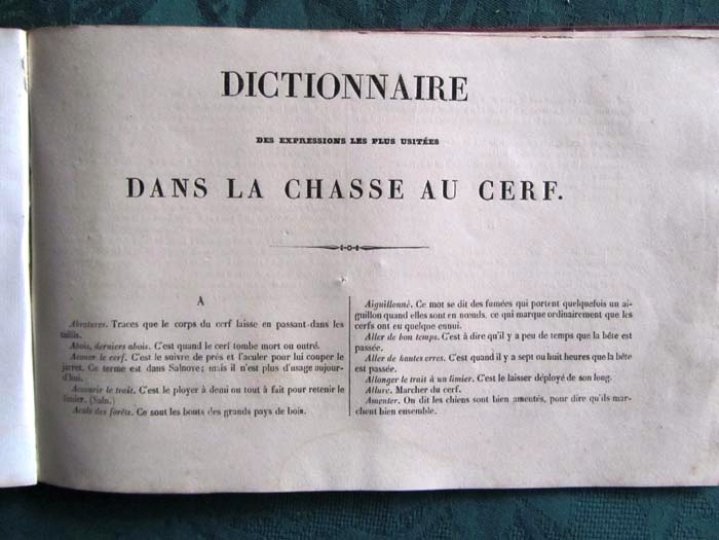 DICTIONNAIRE
DES EXPRESSIONS LES PLUS USITÉES
DANS LA CHASSE AU CERF.
A
Abatures. Traces que le corps du cerf laisse en passant dans les
taillis.
Abois, derniers abois. C'est quand le cerf tombe mort ou outré.
le cerf. C'est le suivre de près et l'aculer pour lui couper le
jarret. Ce terme est dans Salnove; mais il n'est plus d'usage aujour-
d'hui.
Accourir le trait. C'est le ployer à demi ou tout à fait pour retenir le
limier. (Saln.)
Aculs des forêts. Ce sont les bouts des grands pays de bois.
Aiguillonné. Ce mot se dit des fumées qui portent quelquefois un ai-
guillon quand elles sont en nœuds, ce qui marque ordinairement que les
cerfs ont eu quelque ennui.
Aller de bon temps. C'est à dire qu'il y a peu de temps que la bête est
passée.
Aller de hautes erres. C'est quand il y a sept ou huit heures que la bête
est passée.
Allonger le trait à un limier. C'est le laisser déployé de son long.
Allure. Marcher du cerf.
Amenter. On dit les chiens sont bien amentés, pour dire qu'ils mar-
chent bien ensemble.